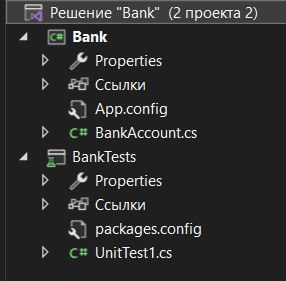 Решение "Bank" (2 проекта 2)
C# Bank
Properties
Ссылки
App.config
C# BankAccount.cs
BankTests
Properties
Ссылки
packages.config
C# UnitTest1.cs